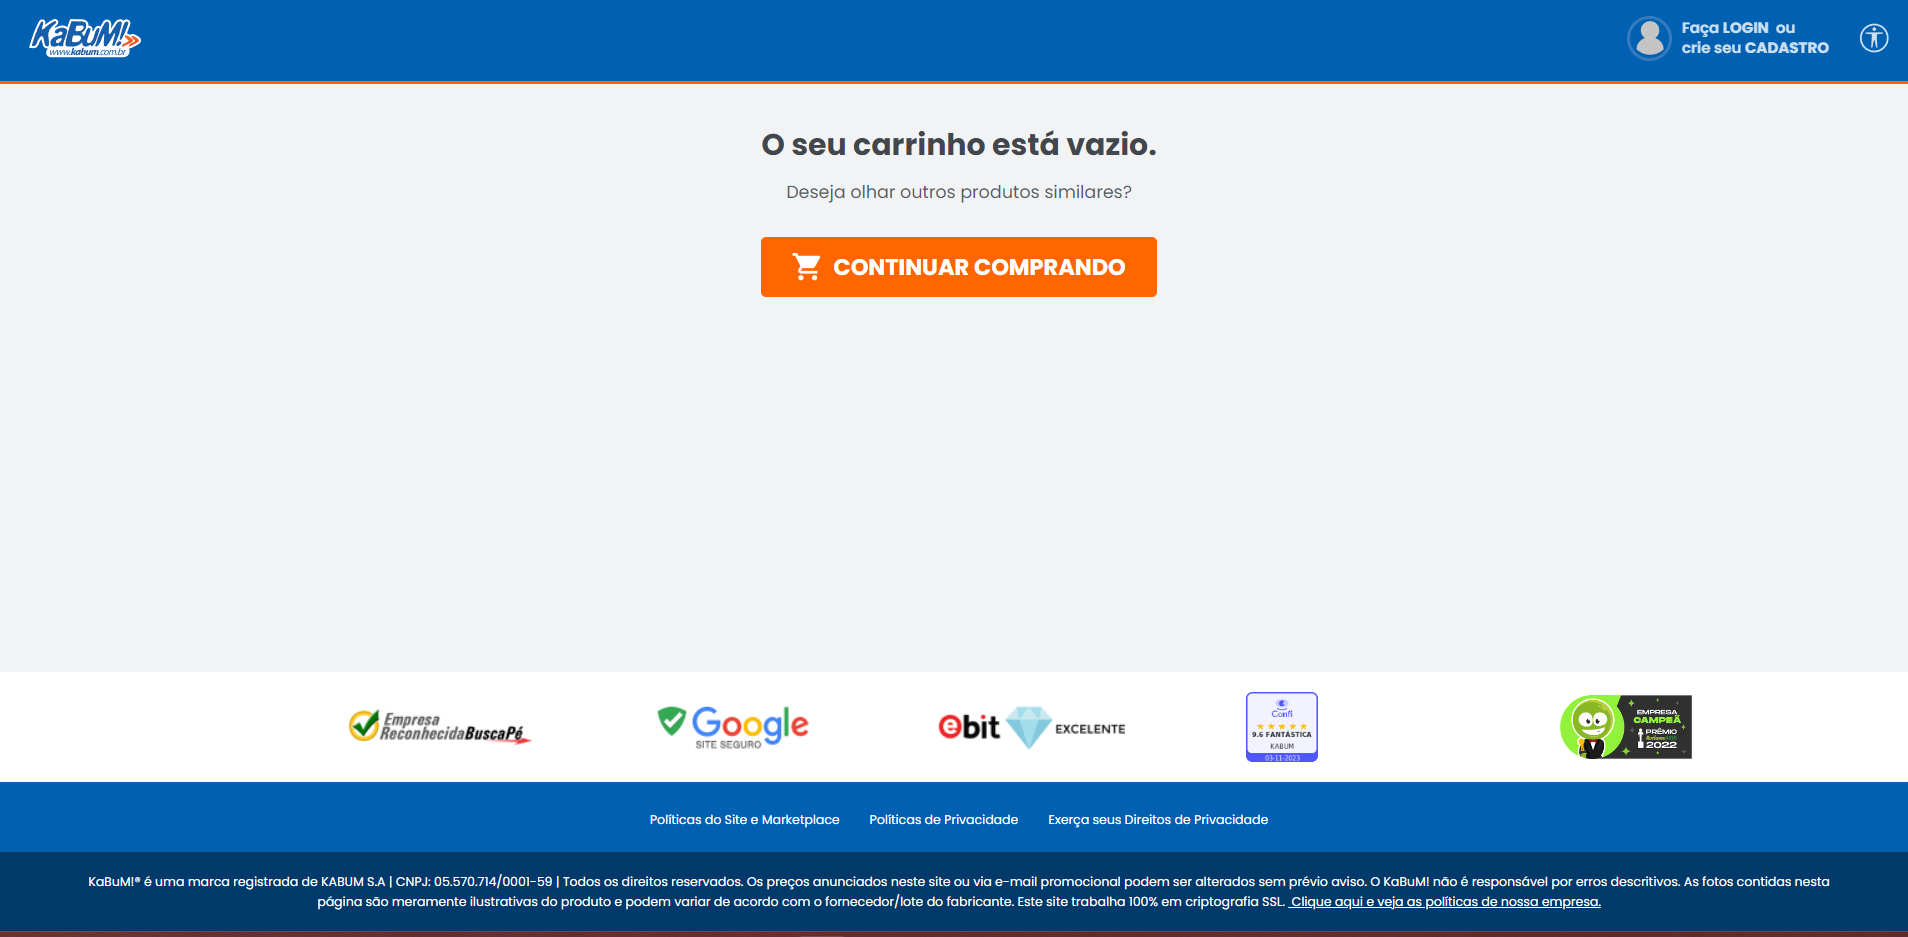 KaBuM!
www.kabum.com.br
Faça LOGIN ou
crie seu CADASTRO
O seu carrinho está vazio.
Deseja olhar outros produtos similares?
CONTINUAR COMPRANDO
Empresa
ReconhecidaBuscaPé
Google
SITE SEGURO
ebit EXCELENTE
Confi
9.6 FANTÁSTICA
KABUM
03-11-2023
EMPRESA
CAMPEÃ
PRÊMIO
ReclameAQUI
2022
Políticas do Site e Marketplace Políticas de Privacidade Exerça seus Direitos de Privacidade
KaBuM!® é uma marca registrada de KABUM S.A | CNPJ: 05.570.714/0001-59 | Todos os direitos reservados. Os preços anunciados neste site ou via e-mail promocional podem ser alterados sem prévio aviso. O KaBuM! não é responsável por erros descritivos. As fotos contidas nesta
página são meramente ilustrativas do produto e podem variar de acordo com o fornecedor/lote do fabricante. Este site trabalha 100% em criptografia SSL. Clique aqui e veja as políticas de nossa empresa.